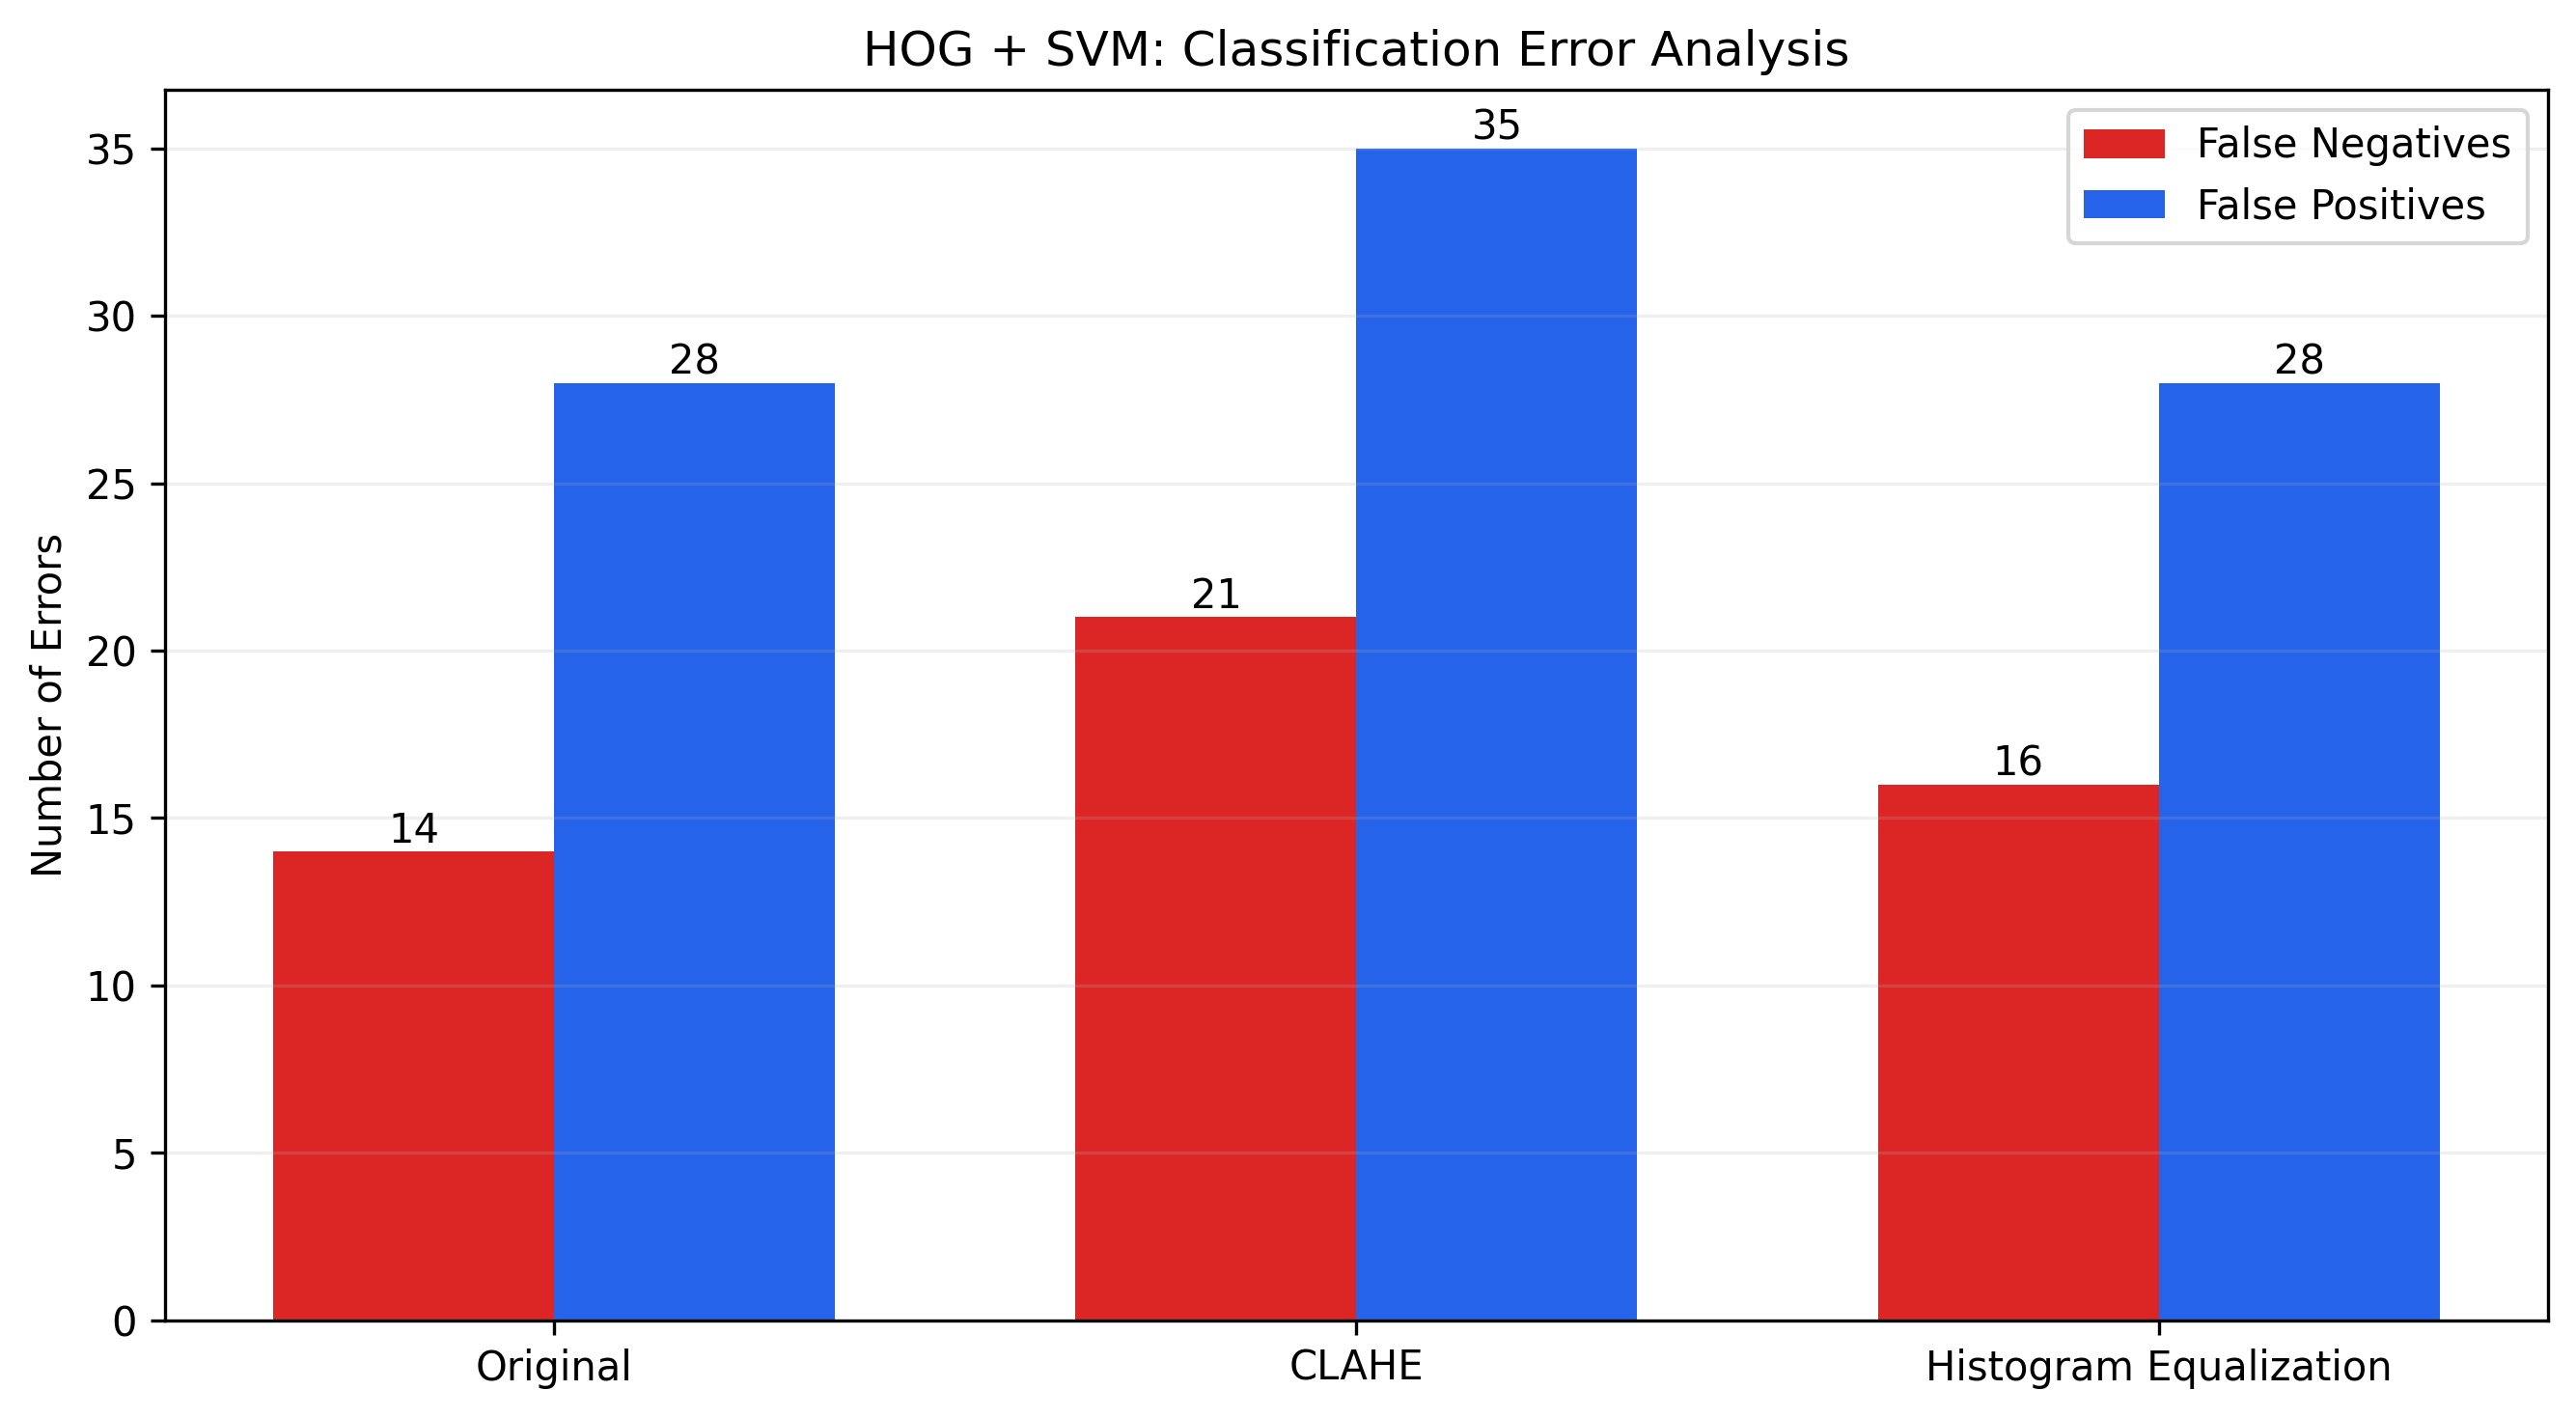 HOG + SVM: Classification Error Analysis
Number of Errors
35
30
25
20
15
10
5
0
14
28
21
35
16
28
False Negatives
False Positives
Original
CLAHE
Histogram Equalization